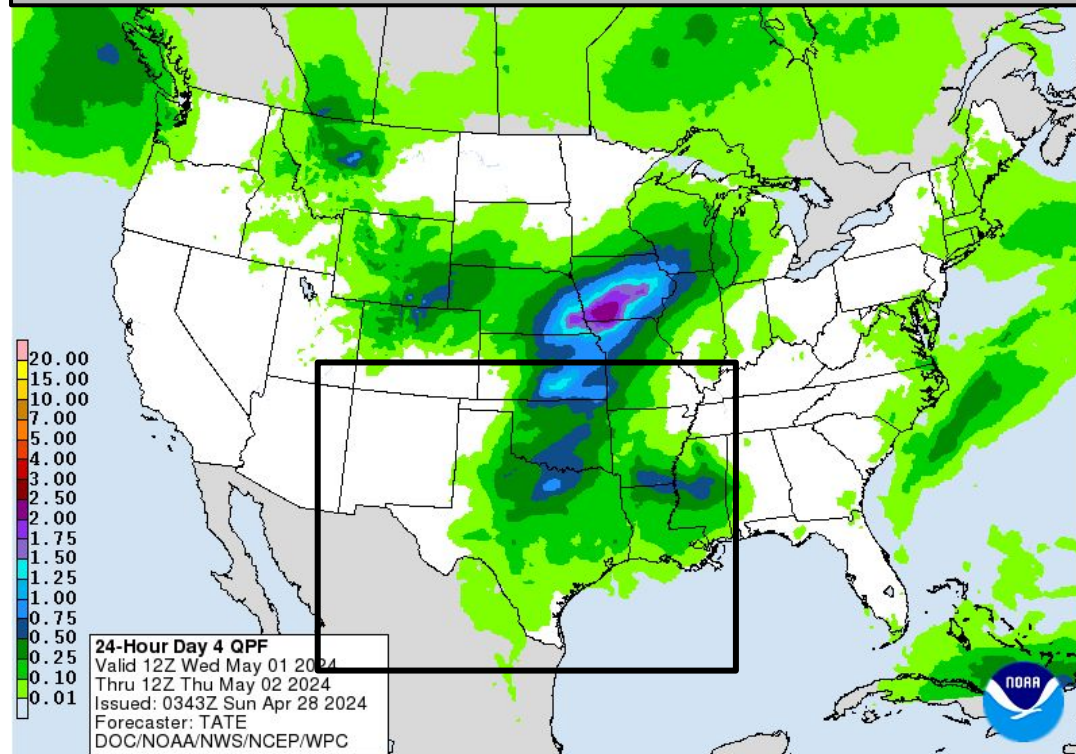 20.00
15.00
10.00
7.00
5.00
4.00
3.00
2.50
2.00
1.75
1.50
1.25
1.00
0.75
0.50
0.25
0.10
0.01
24-Hour Day 4 QPF
Valid 12Z Wed May 01 2024
Thru 12Z Thu May 02 2024
Issued: 0343Z Sun Apr 28 2024
Forecaster: TATE
DOC/NOAA/NWS/NCEP/WPC
NOAA